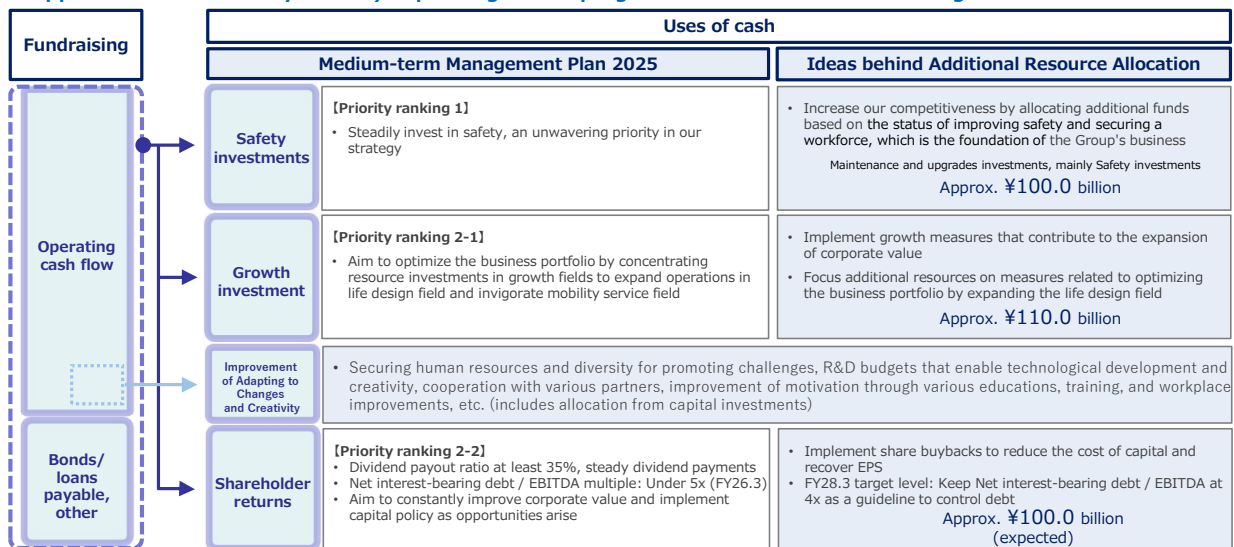 Fundraising
Uses of cash
Medium-term Management Plan 2025
Ideas behind Additional Resource Allocation
Operating
cash flow
Bonds/
loans
payable,
other
Safety
investments
【Priority ranking 1】
• Steadily invest in safety, an unwavering priority in our
strategy
• Increase our competitiveness by allocating additional funds
based on the status of improving safety and securing a
workforce, which is the foundation of the Group's business
Maintenance and upgrades investments, mainly Safety investments
Approx. ¥100.0 billion
Growth
investment
【Priority ranking 2-1】
• Aim to optimize the business portfolio by concentrating
resource investments in growth fields to expand operations in
life design field and invigorate mobility service field
• Implement growth measures that contribute to the expansion
of corporate value
• Focus additional resources on measures related to optimizing
the business portfolio by expanding the life design field
Approx. ¥110.0 billion
Improvement
of Adapting to
Changes
and Creativity
• Securing human resources and diversity for promoting challenges, R&D budgets that enable technological development and
creativity, cooperation with various partners, improvement of motivation through various educations, training, and workplace
improvements, etc. (includes allocation from capital investments)
Shareholder
returns
【Priority ranking 2-2】
• Dividend payout ratio at least 35%, steady dividend payments
• Net interest-bearing debt / EBITDA multiple: Under 5x (FY26.3)
• Aim to constantly improve corporate value and implement
capital policy as opportunities arise
• Implement share buybacks to reduce the cost of capital and
recover EPS
• FY28.3 target level: Keep Net interest-bearing debt / EBITDA at
4x as a guideline to control debt
Approx. ¥100.0 billion
(expected)